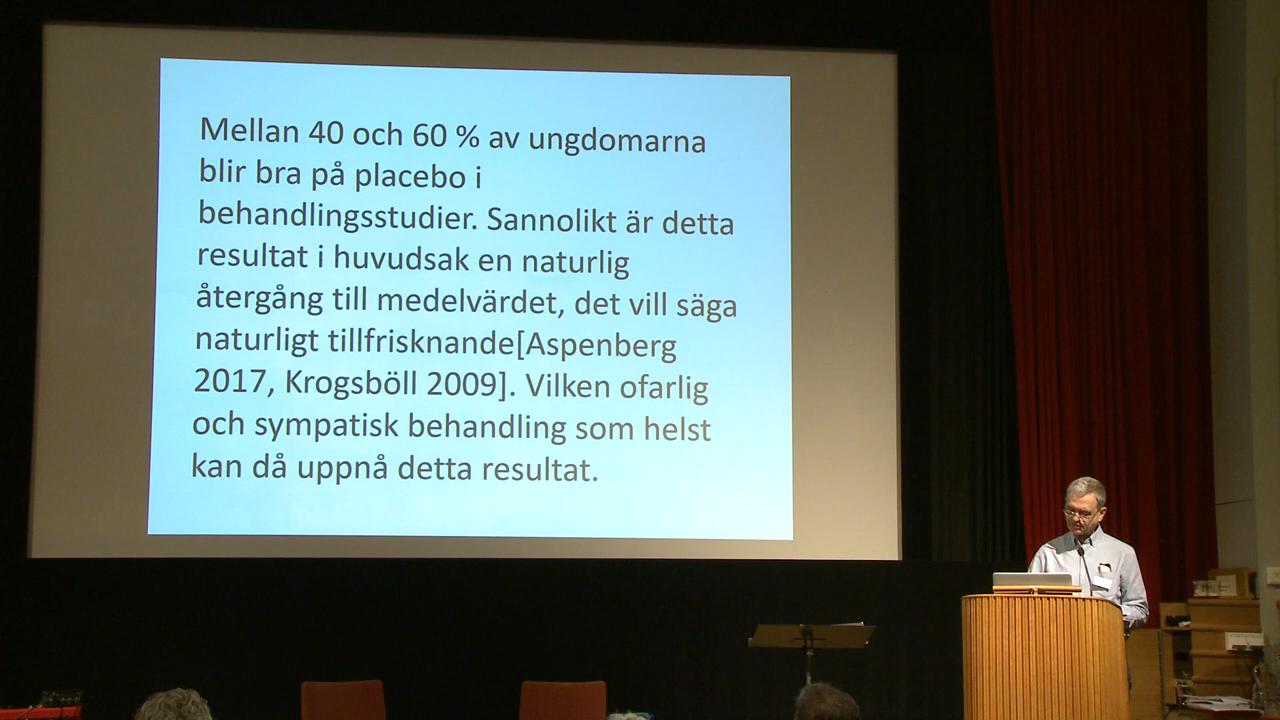 Mellan 40 och 60 % av ungdomarna
blir bra på placebo i
behandlingsstudier. Sannolikt är detta
resultat i huvudsak en naturlig
återgång till medelvärdet, det vill säga
naturligt tillfrisknande[Aspenberg
2017, Krogsböll 2009]. Vilken ofarlig
och sympatisk behandling som helst
kan då uppnå detta resultat.